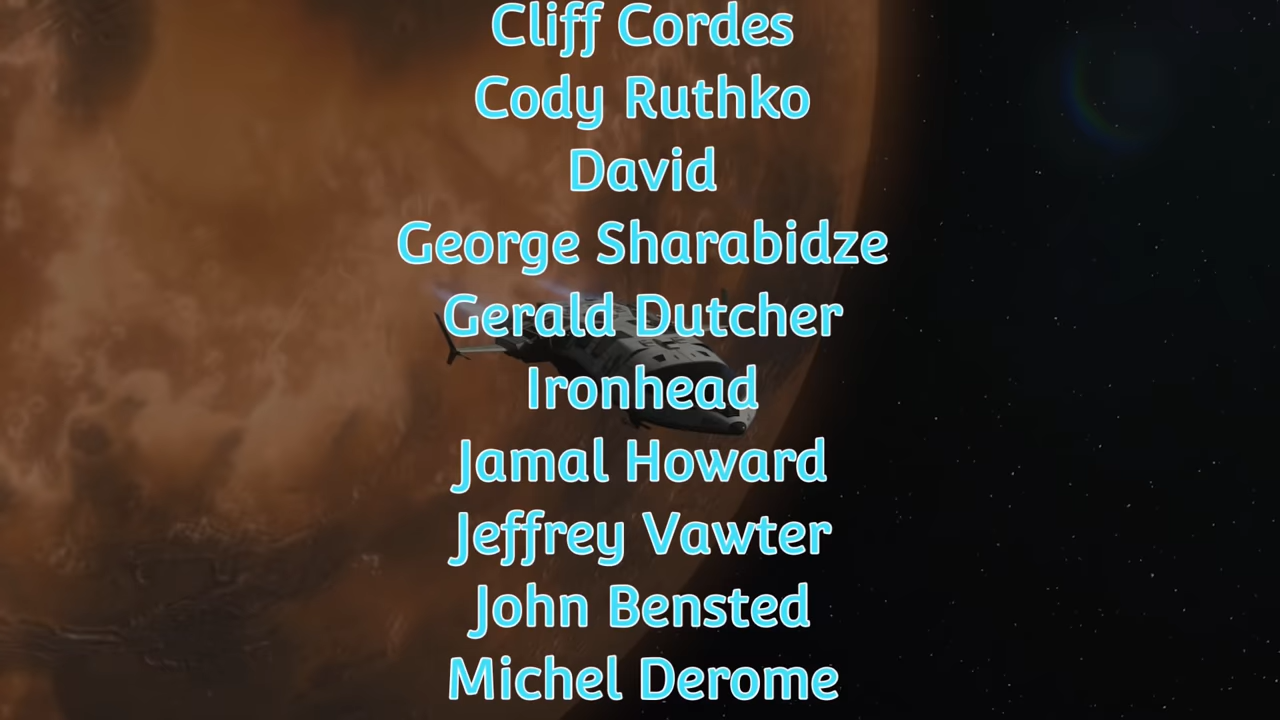 Cliff Cordes
Cody Ruthko
David
George Sharabidze
Gerald Dutcher
Ironhead
Jamal Howard
Jeffrey Vawter
John Bensted
Michel Derome